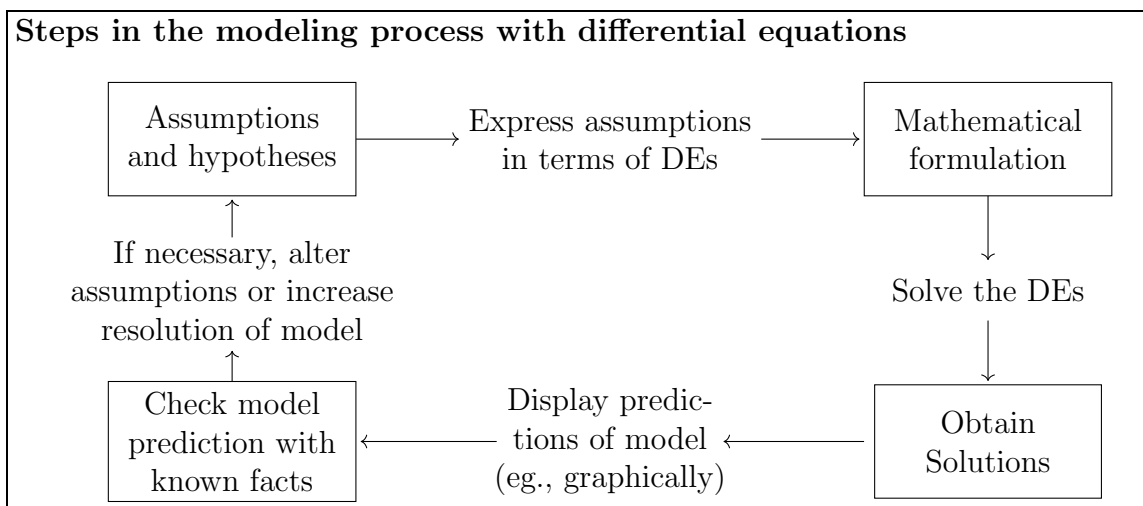 Steps in the modeling process with differential equations
Assumptions
and hypotheses
Express assumptions
in terms of DEs
Mathematical
formulation
Solve the DEs
Obtain
Solutions
Display predic-
tions of model
(eg., graphically)
Check model
prediction with
known facts
If necessary, alter
assumptions or increase
resolution of model